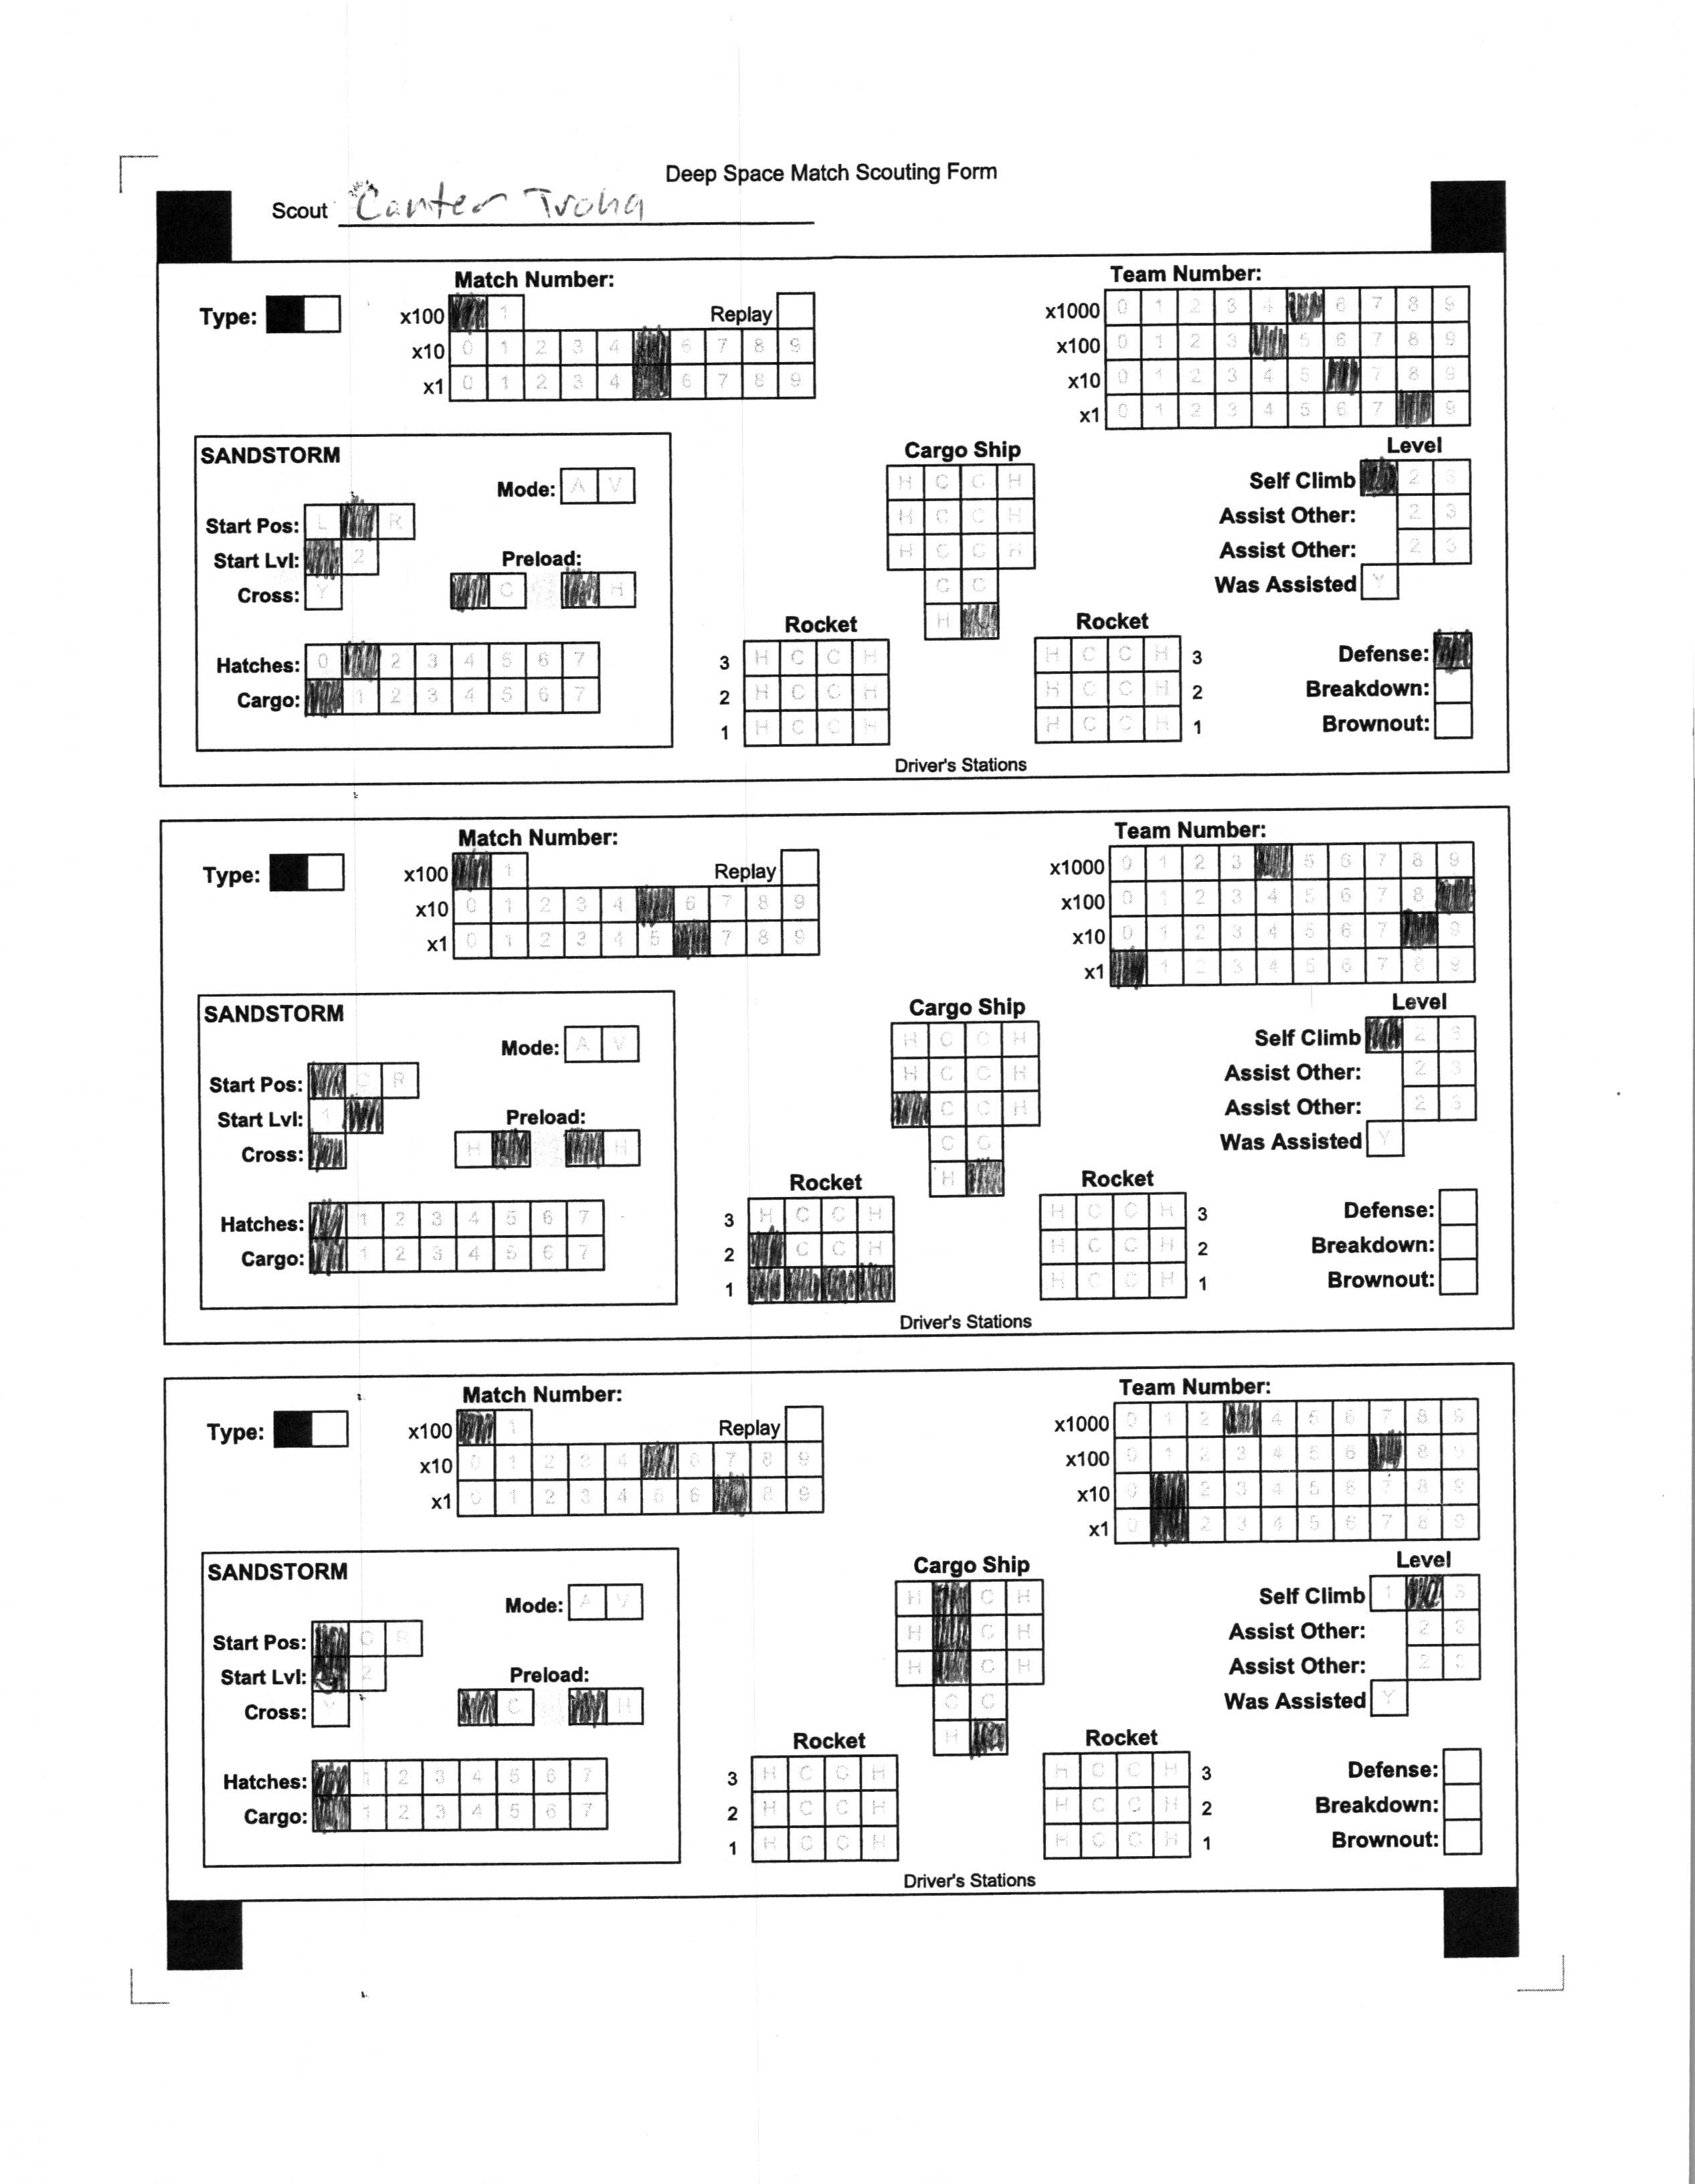 Deep Space Match Scouting Form
Scout Canter Troha
Match Number: Team Number:
Type: x100 1 Replay x1000 0 1 2 3 4 6 7 8 9
x10 0 1 2 3 4 6 7 8 9 x100 0 1 2 3 5 6 7 8 9
x1 0 1 2 3 4 6 7 8 9 x10 0 1 2 3 4 5 7 8 9
x1 0 1 2 3 4 5 6 7 9
SANDSTORM Cargo Ship Level
Mode: A V H C C H Self Climb 2 3
Start Pos: L R H C C H Assist Other: 2 3
Start Lvl: 2 Preload: H C C H Assist Other: 2 3
Cross: Y C H C C Was Assisted Y
Rocket H Rocket
Hatches: 0 2 3 4 5 6 7 3 H C C H H C C H 3 Defense:
Cargo: 1 2 3 4 5 6 7 2 H C C H H C C H 2 Breakdown:
1 H C C H H C C H 1 Brownout:
Driver's Stations
Match Number: Team Number:
Type: x100 1 Replay x1000 0 1 2 3 5 6 7 8 9
x10 0 1 2 3 4 6 7 8 9 x100 0 1 2 3 4 5 6 7 8
x1 0 1 2 3 4 5 7 8 9 x10 0 1 2 3 4 5 6 7 9
x1 1 2 3 4 5 6 7 8 9
SANDSTORM Cargo Ship Level
Mode: A V H C C H Self Climb 2 3
Start Pos: C R H C C H Assist Other: 2 3
Start Lvl: 1 Preload: C C H Assist Other: 2 3
Cross: H H C C Was Assisted Y
Rocket H Rocket
Hatches: 1 2 3 4 5 6 7 3 H C C H H C C H 3 Defense:
Cargo: 1 2 3 4 5 6 7 2 C C H H C C H 2 Breakdown:
1 H C C H 1 Brownout:
Driver's Stations
Match Number: Team Number:
Type: x100 1 Replay x1000 0 1 2 4 5 6 7 8 9
x10 0 1 2 3 4 6 7 8 9 x100 0 1 2 3 4 5 6 8 9
x1 0 1 2 3 4 5 6 8 9 x10 0 2 3 4 5 6 7 8 9
x1 0 2 3 4 5 6 7 8 9
SANDSTORM Cargo Ship Level
Mode: A V H C H Self Climb 1 3
Start Pos: C R H C H Assist Other: 2 3
Start Lvl: 2 Preload: H C H Assist Other: 2 3
Cross: Y C H C C Was Assisted Y
Rocket H Rocket
Hatches: 1 2 3 4 5 6 7 3 H C C H H C C H 3 Defense:
Cargo: 1 2 3 4 5 6 7 2 H C C H H C C H 2 Breakdown:
1 H C C H H C C H 1 Brownout:
Driver's Stations